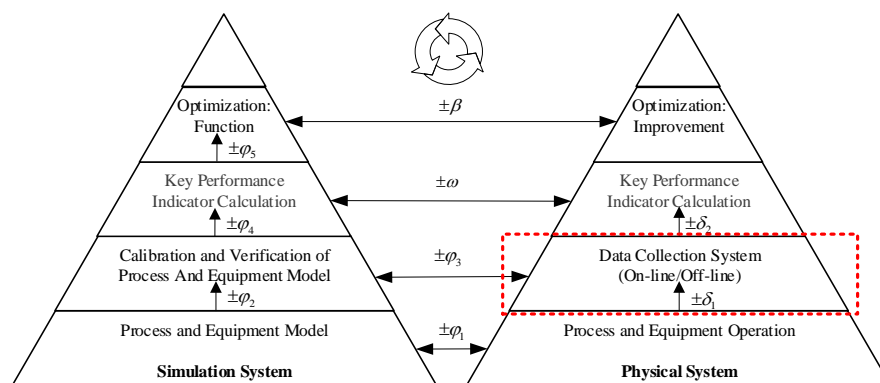 Optimization:
Function
±φ5
Key Performance
Indicator Calculation
±φ4
Calibration and Verification of
Process And Equipment Model
±φ2
Process and Equipment Model
Simulation System
±β
±ω
±φ3
±φ1
Optimization:
Improvement
Key Performance
Indicator Calculation
±δ2
Data Collection System
(On-line/Off-line)
±δ1
Process and Equipment Operation
Physical System